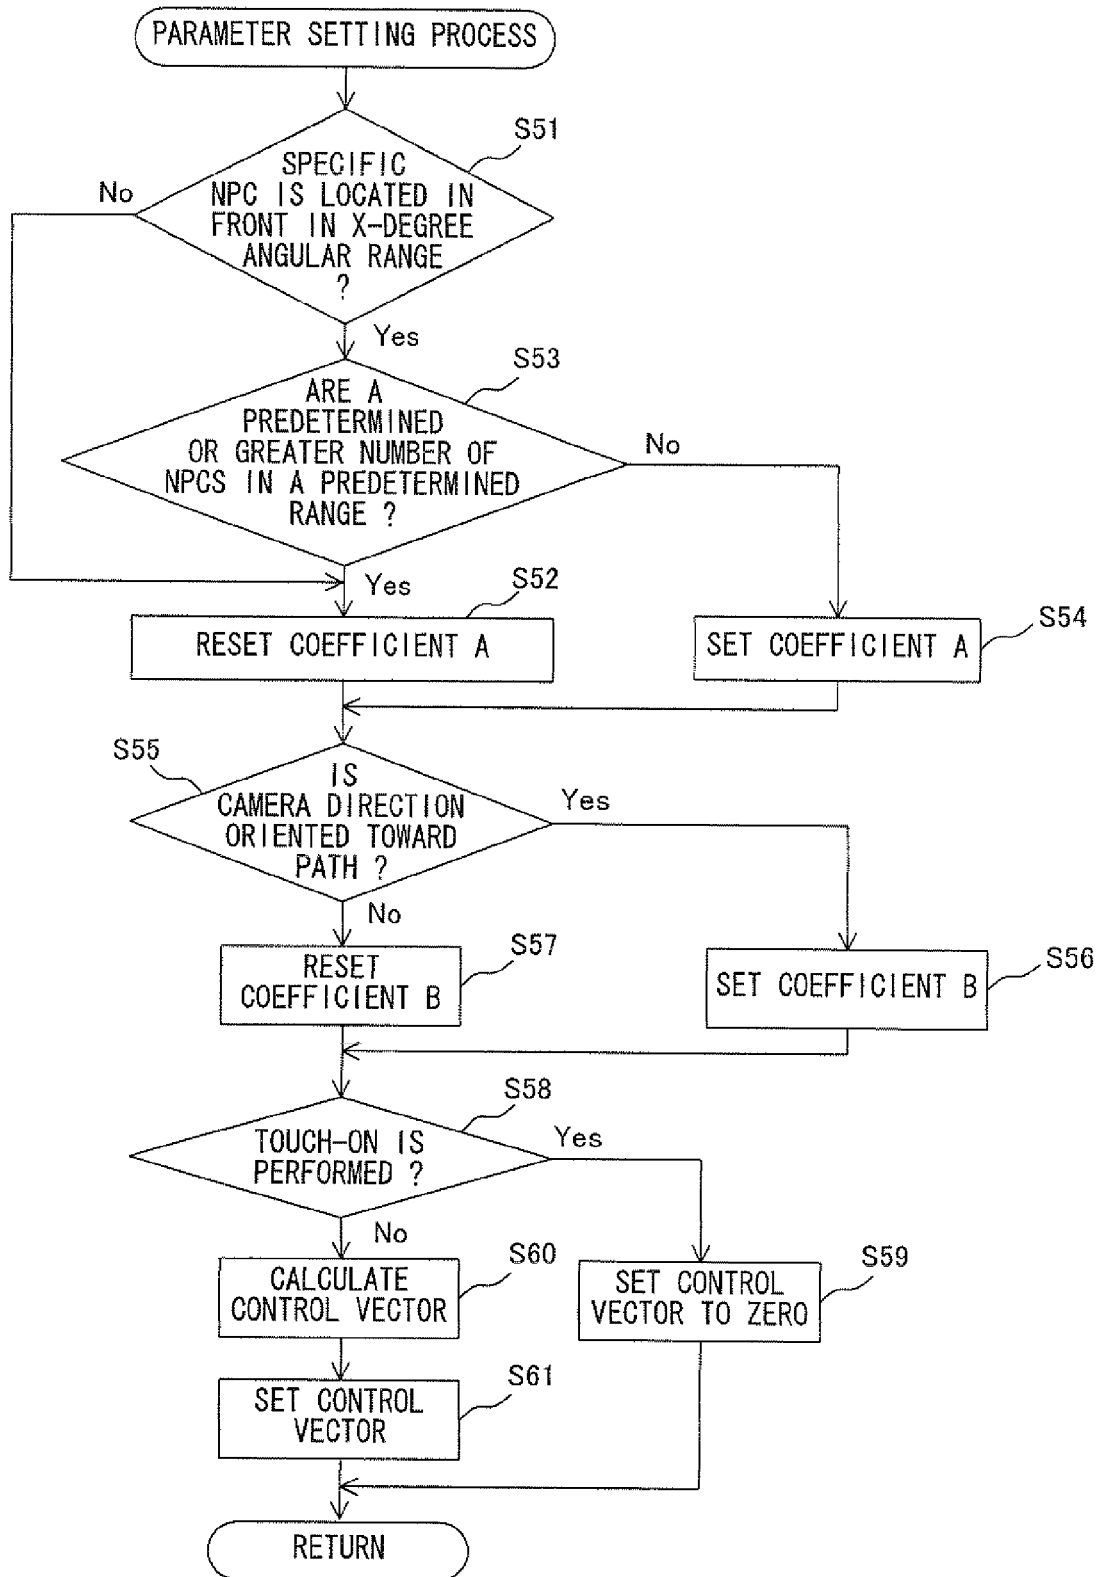 PARAMETER SETTING PROCESS
S51
SPECIFIC
No
NPC IS LOCATED IN
FRONT IN X-DEGREE
ANGULAR RANGE
?
Yes
S53
ARE A
PREDETERMINED
OR GREATER NUMBER OF
No
NPCS IN A PREDETERMINED
RANGE ?
Yes
S52
RESET COEFFICIENT A
S54
SET COEFFICIENT A
S55
IS
CAMERA DIRECTION
Yes
ORIENTED TOWARD
PATH ?
No
S57
RESET
COEFFICIENT B
S56
SET COEFFICIENT B
S58
TOUCH-ON IS
Yes
PERFORMED ?
No
S60
CALCULATE
CONTROL VECTOR
S59
SET CONTROL
VECTOR TO ZERO
S61
SET CONTROL
VECTOR
RETURN